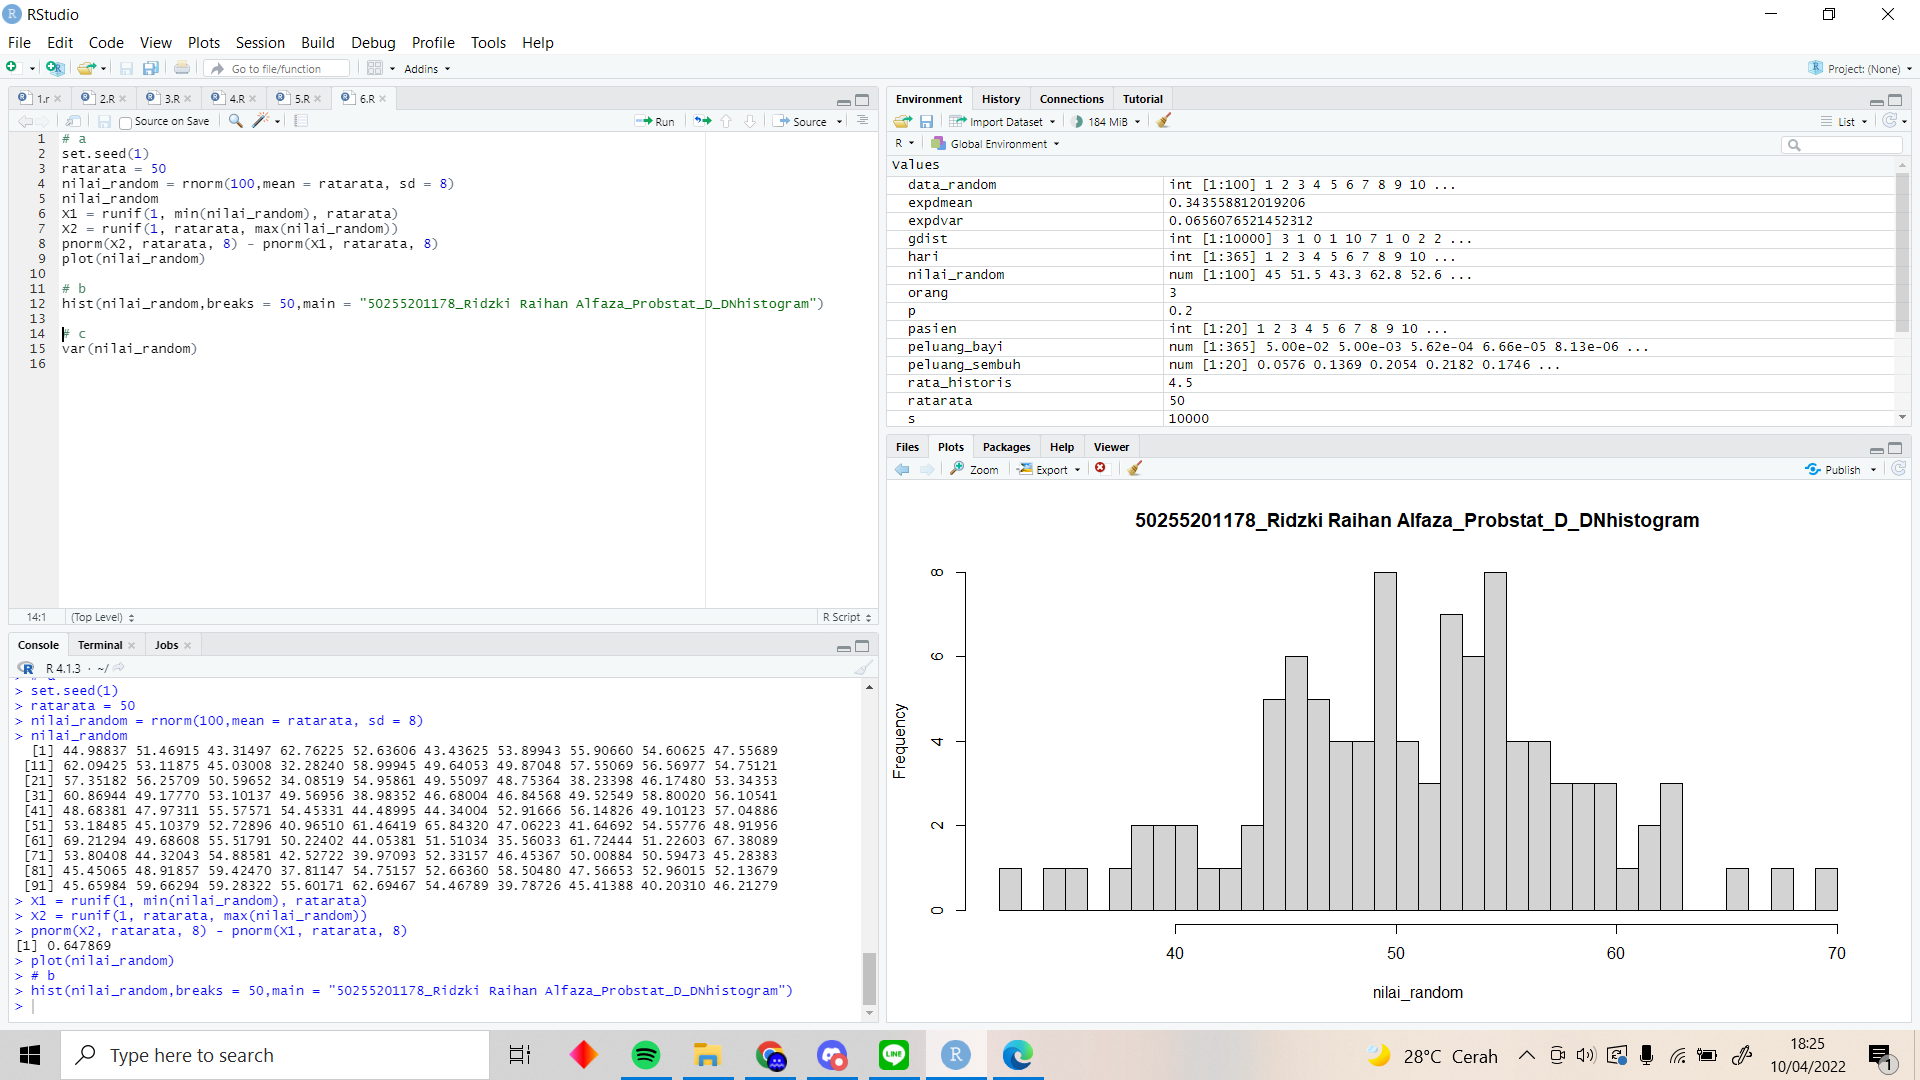 RStudio
File Edit Code View Plots Session Build Debug Profile Tools Help
Go to file/function Addins Project: (None)
1.r 2.R 3.R 4.R 5.R 6.R
Source on Save Run Source
1 # a
2 set.seed(1)
3 ratarata = 50
4 nilai_random = rnorm(100,mean = ratarata, sd = 8)
5 nilai_random
6 X1 = runif(1, min(nilai_random), ratarata)
7 X2 = runif(1, ratarata, max(nilai_random))
8 pnorm(X2, ratarata, 8) - pnorm(X1, ratarata, 8)
9 plot(nilai_random)
10
11 # b
12 hist(nilai_random,breaks = 50,main = "50255201178_Ridzki Raihan Alfaza_Probstat_D_DNhistogram")
13
14 # c
15 var(nilai_random)
16
14:1 (Top Level) R Script
Console Terminal Jobs
R 4.1.3 · ~/
> set.seed(1)
> ratarata = 50
> nilai_random = rnorm(100,mean = ratarata, sd = 8)
> nilai_random
[1] 44.98837 51.46915 43.31497 62.76225 52.63606 43.43625 53.89943 55.90660 54.60625 47.55689
[11] 62.09425 53.11875 45.03008 32.28240 58.99945 49.64053 49.87048 57.55069 56.56977 54.75121
[21] 57.35182 56.25709 50.59652 34.08519 54.95861 49.55097 48.75364 38.23398 46.17480 53.34353
[31] 60.86944 49.17770 53.10137 49.56956 38.98352 46.68004 46.84568 49.52549 58.80020 56.10541
[41] 48.68381 47.97311 55.57571 54.45331 44.48995 44.34004 52.91666 56.14826 49.10123 57.04886
[51] 53.18485 45.10379 52.72896 40.96510 61.46419 65.84320 47.06223 41.64692 54.55776 48.91956
[61] 69.21294 49.68608 55.51791 50.22402 44.05381 51.51034 35.56033 61.72444 51.22603 67.38089
[71] 53.80408 44.32043 54.88581 42.52722 39.97093 52.33157 46.45367 50.00884 50.59473 45.28383
[81] 45.45065 48.91857 59.42470 37.81147 54.75157 52.66360 58.50480 47.56653 52.96015 52.13679
[91] 45.65984 59.66294 59.28322 55.60171 62.69467 54.46789 39.78726 45.41388 40.20310 46.21279
> X1 = runif(1, min(nilai_random), ratarata)
> X2 = runif(1, ratarata, max(nilai_random))
> pnorm(X2, ratarata, 8) - pnorm(X1, ratarata, 8)
[1] 0.647869
> plot(nilai_random)
> # b
> hist(nilai_random,breaks = 50,main = "50255201178_Ridzki Raihan Alfaza_Probstat_D_DNhistogram")
>
Environment History Connections Tutorial
Import Dataset 184 MiB List
R Global Environment
Values
data_random int [1:100] 1 2 3 4 5 6 7 8 9 10 ...
expdmean 0.343558812019206
expdvar 0.0656076521452312
gdist int [1:10000] 3 1 0 1 10 7 1 0 2 2 ...
hari int [1:365] 1 2 3 4 5 6 7 8 9 10 ...
nilai_random num [1:100] 45 51.5 43.3 62.8 52.6 ...
orang 3
p 0.2
pasien int [1:20] 1 2 3 4 5 6 7 8 9 10 ...
peluang_bayi num [1:365] 5.00e-02 5.00e-03 5.62e-04 6.66e-05 8.13e-06 ...
peluang_sembuh num [1:20] 0.0576 0.1369 0.2054 0.2182 0.1746 ...
rata_historis 4.5
ratarata 50
s 10000
Files Plots Packages Help Viewer
Zoom Export Publish
50255201178_Ridzki Raihan Alfaza_Probstat_D_DNhistogram
Frequency
8
6
4
2
0
40 50 60 70
nilai_random
Type here to search
LINE
R
28°C Cerah
18:25
10/04/2022
1